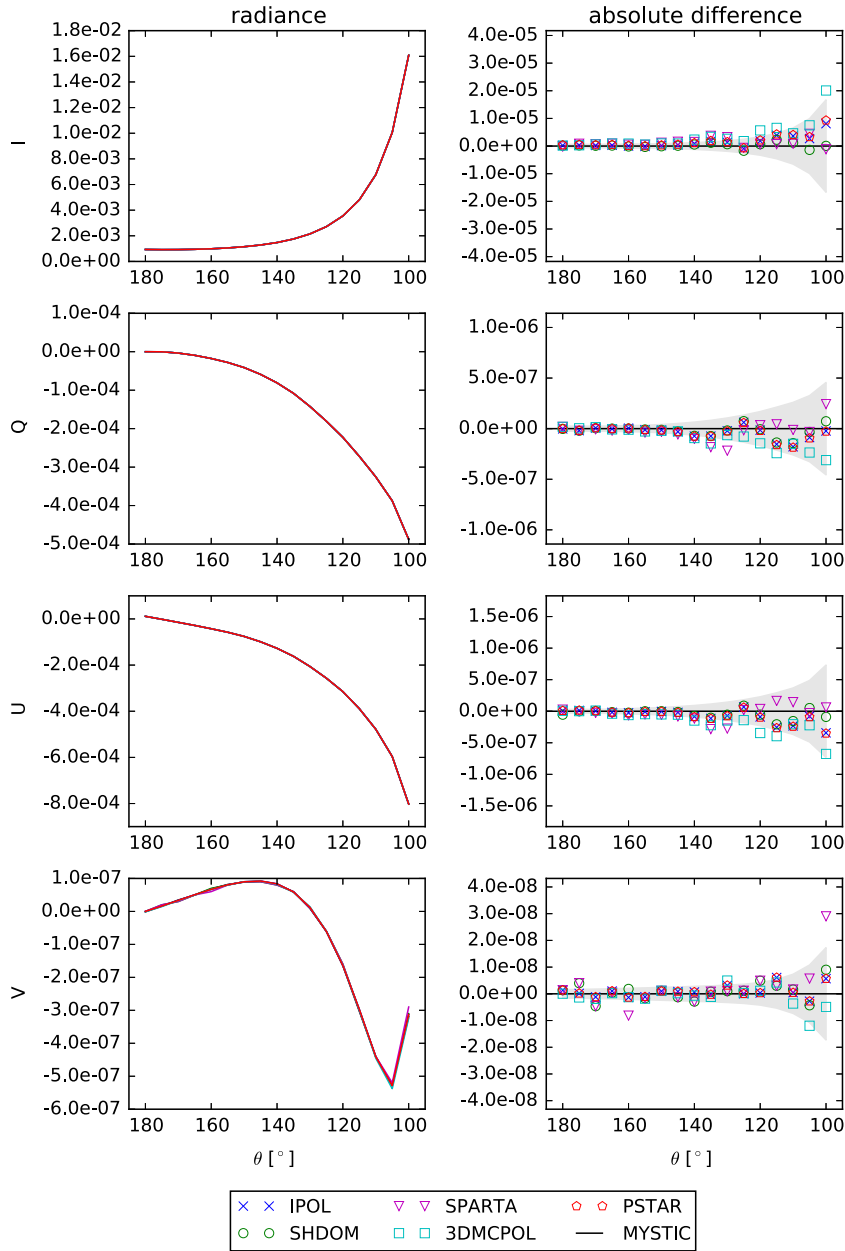 radiance
absolute difference
I
1.8e-02
1.6e-02
1.4e-02
1.2e-02
1.0e-02
8.0e-03
6.0e-03
4.0e-03
2.0e-03
0.0e+00
180 160 140 120 100
4.0e-05
3.0e-05
2.0e-05
1.0e-05
0.0e+00
-1.0e-05
-2.0e-05
-3.0e-05
-4.0e-05
180 160 140 120 100
Q
1.0e-04
0.0e+00
-1.0e-04
-2.0e-04
-3.0e-04
-4.0e-04
-5.0e-04
180 160 140 120 100
1.0e-06
5.0e-07
0.0e+00
-5.0e-07
-1.0e-06
180 160 140 120 100
U
0.0e+00
-2.0e-04
-4.0e-04
-6.0e-04
-8.0e-04
180 160 140 120 100
1.5e-06
1.0e-06
5.0e-07
0.0e+00
-5.0e-07
-1.0e-06
-1.5e-06
180 160 140 120 100
V
1.0e-07
0.0e+00
-1.0e-07
-2.0e-07
-3.0e-07
-4.0e-07
-5.0e-07
-6.0e-07
180 160 140 120 100
θ [°]
4.0e-08
3.0e-08
2.0e-08
1.0e-08
0.0e+00
-1.0e-08
-2.0e-08
-3.0e-08
-4.0e-08
180 160 140 120 100
θ [°]
IPOL SPARTA PSTAR
SHDOM 3DMCPOL MYSTIC